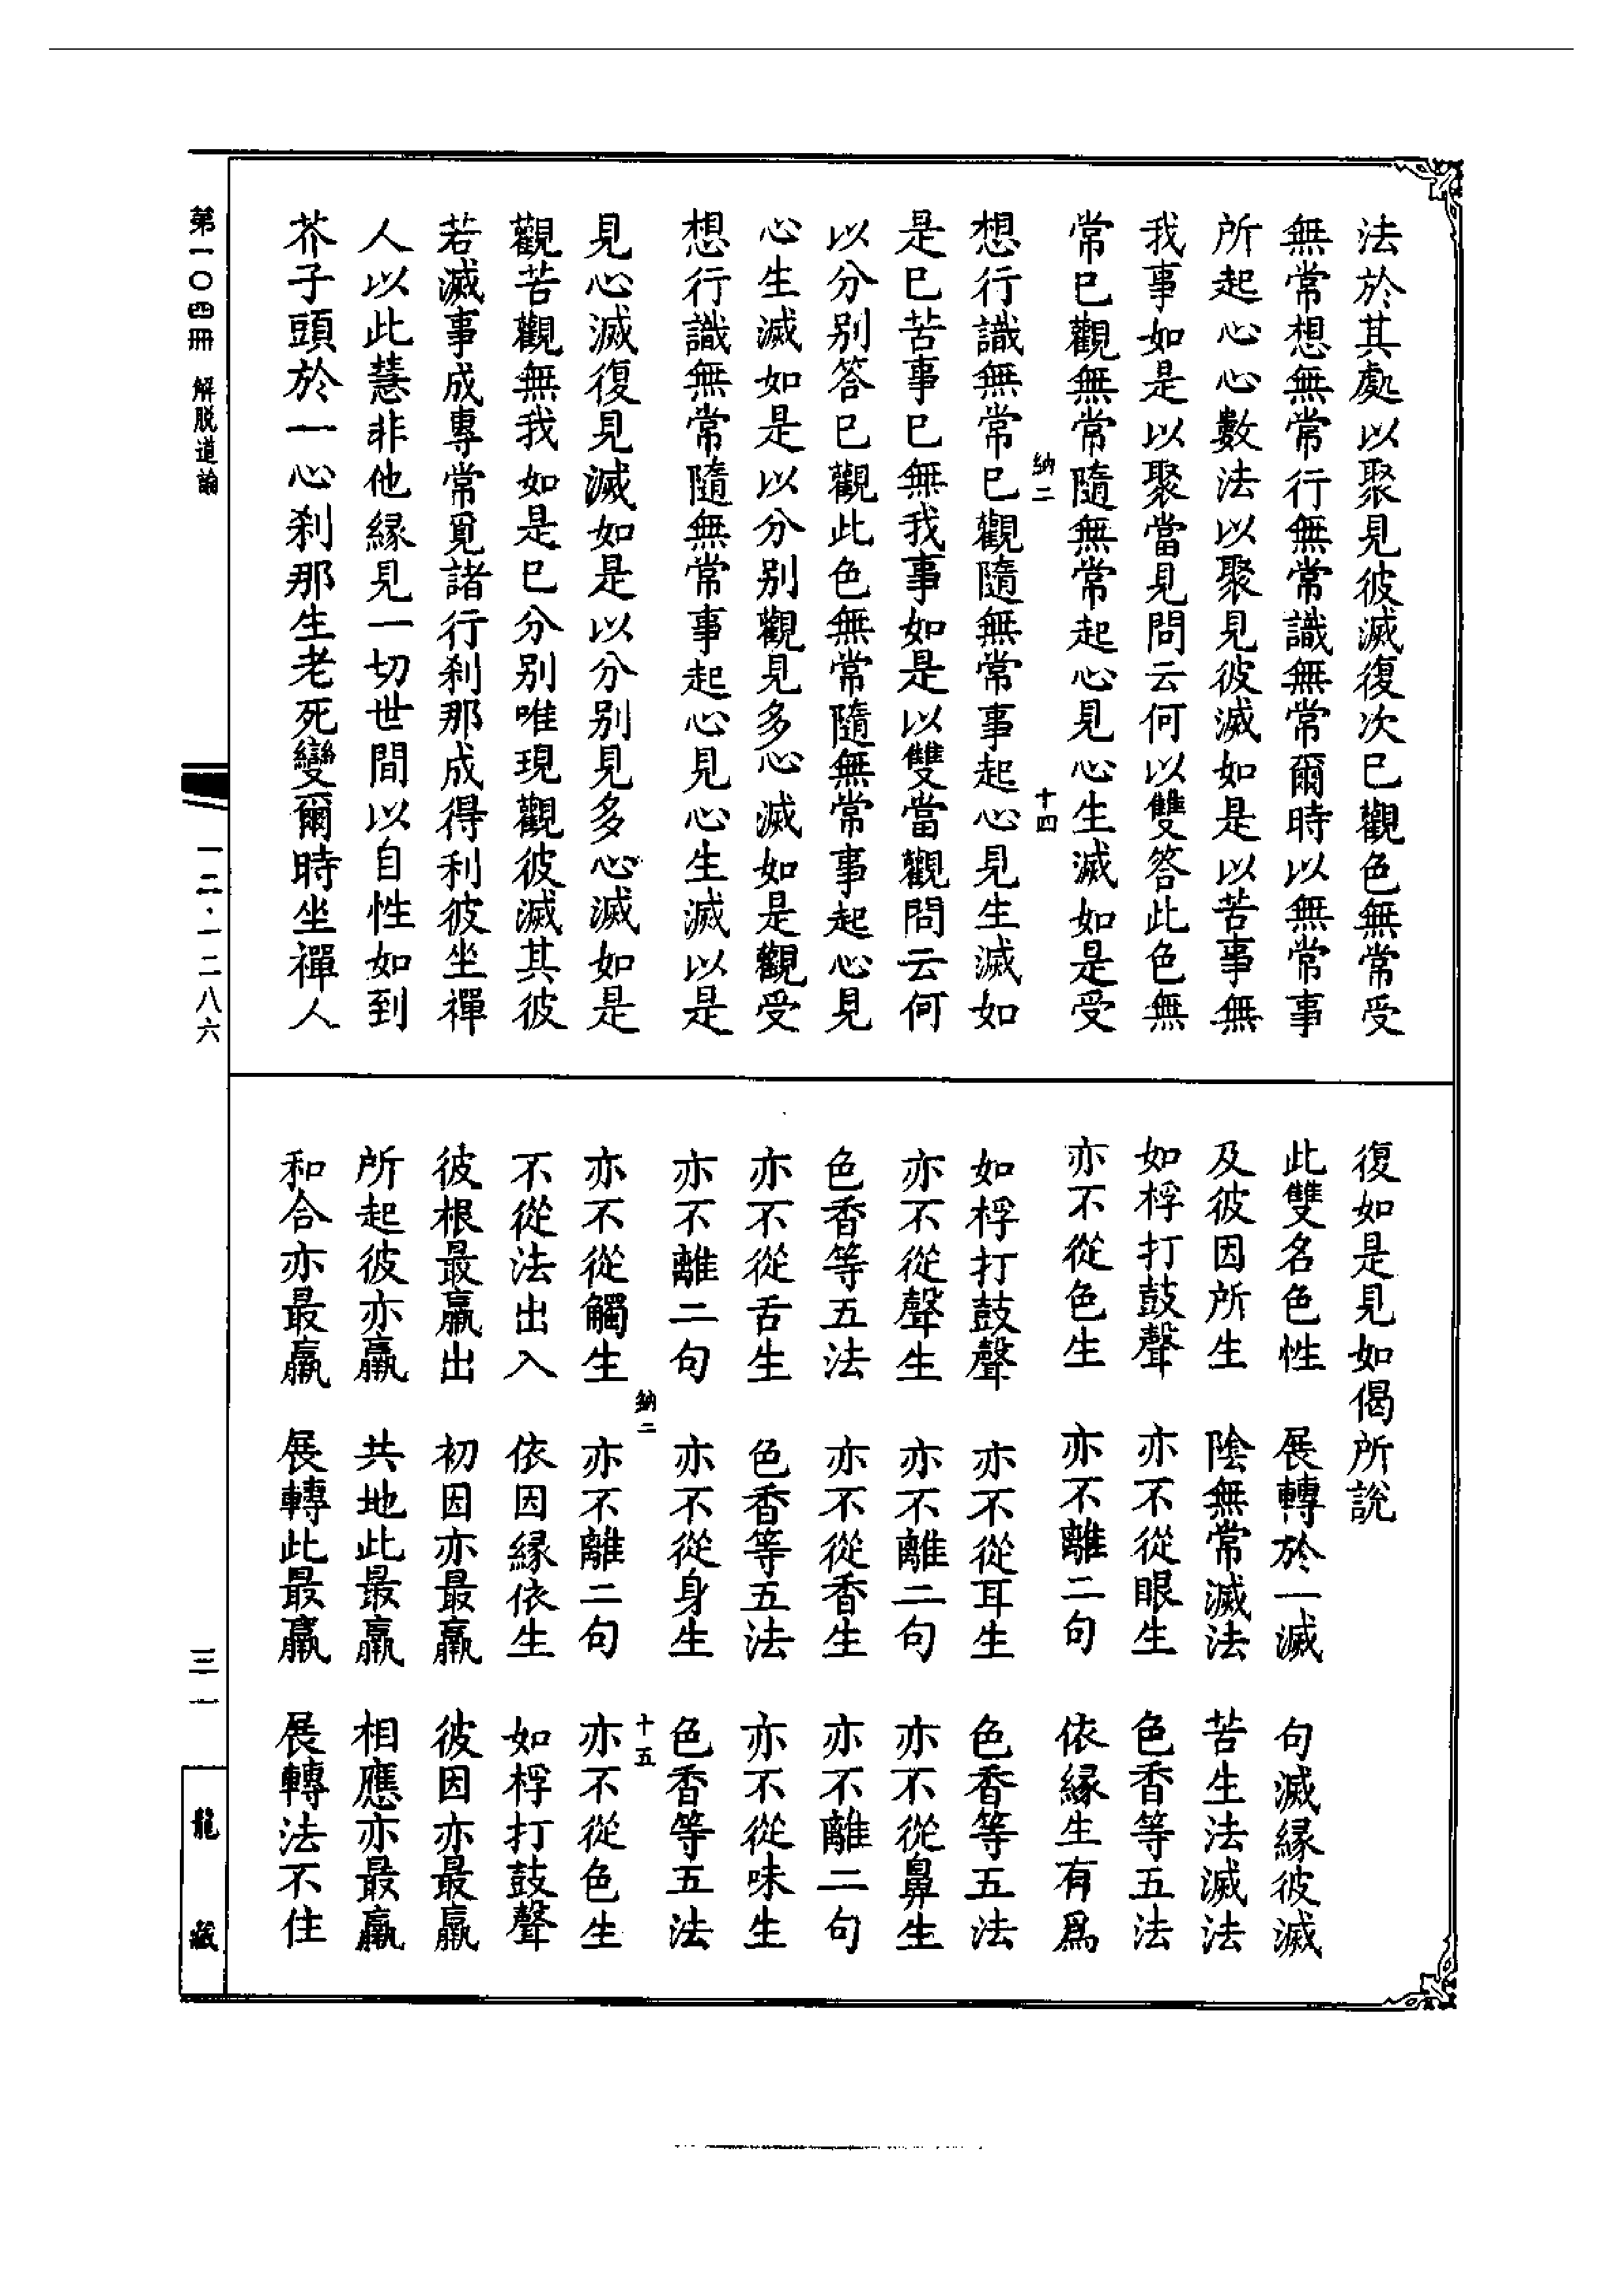 法於其處以聚見彼滅復次已觀色無常受
無常想無常行無常識無常爾時以無常事
所起心心數法以聚見彼滅如是以苦事無
我事如是以聚當見問云何以雙答此色無
常已觀無常隨無常起心見心生滅如是受
納二
十四
想行識無常已觀隨無常事起心見生滅如
是已苦事已無我事如是以雙當觀問云何
以分别答已觀此色無常隨無常事起心見
心生滅如是以分别觀見多心滅如是觀受
想行識無常隨無常事起心見心生滅以是
見心滅復見滅如是以分别見多心滅如是
觀苦觀無我如是已分别唯現觀彼滅其彼
若滅事成專常覓諸行刹那成得利彼坐禪
人以此慧非他縁見一切世間以自性如到
芥子頭於一心刹那生老死變爾時坐禪人
復如是見如偈所說
此雙名色性 展轉於一滅 句滅縁彼滅
及彼因所生 陰無常滅法 苦生法滅法
如桴打鼓聲 亦不從眼生 色香等五法
亦不從色生 亦不離二句 依縁生有爲
如桴打鼓聲 亦不從耳生 色香等五法
亦不從聲生 亦不離二句 亦不從鼻生
色香等五法 亦不從香生 亦不離二句
亦不從舌生 色香等五法 亦不從味生
亦不離二句 亦不從身生 色香等五法
納二
十五
亦不從觸生 亦不離二句 亦不從色生
不從法出入 依因縁依生 如桴打鼓聲
彼根最羸出 初因亦最羸 彼因亦最羸
所起彼亦羸 共地此最羸 相應亦最羸
和合亦最羸 展轉此最羸 展轉法不住
第一〇四冊 解脱道論
一二·一二八六
三一
龍藏